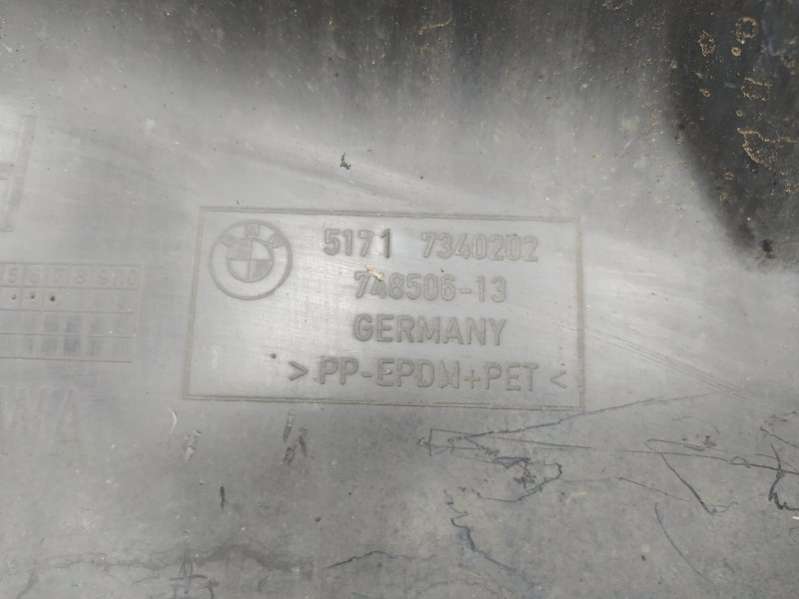 5171 7340202
748506-13
GERMANY
>PP-EPDM+PET<